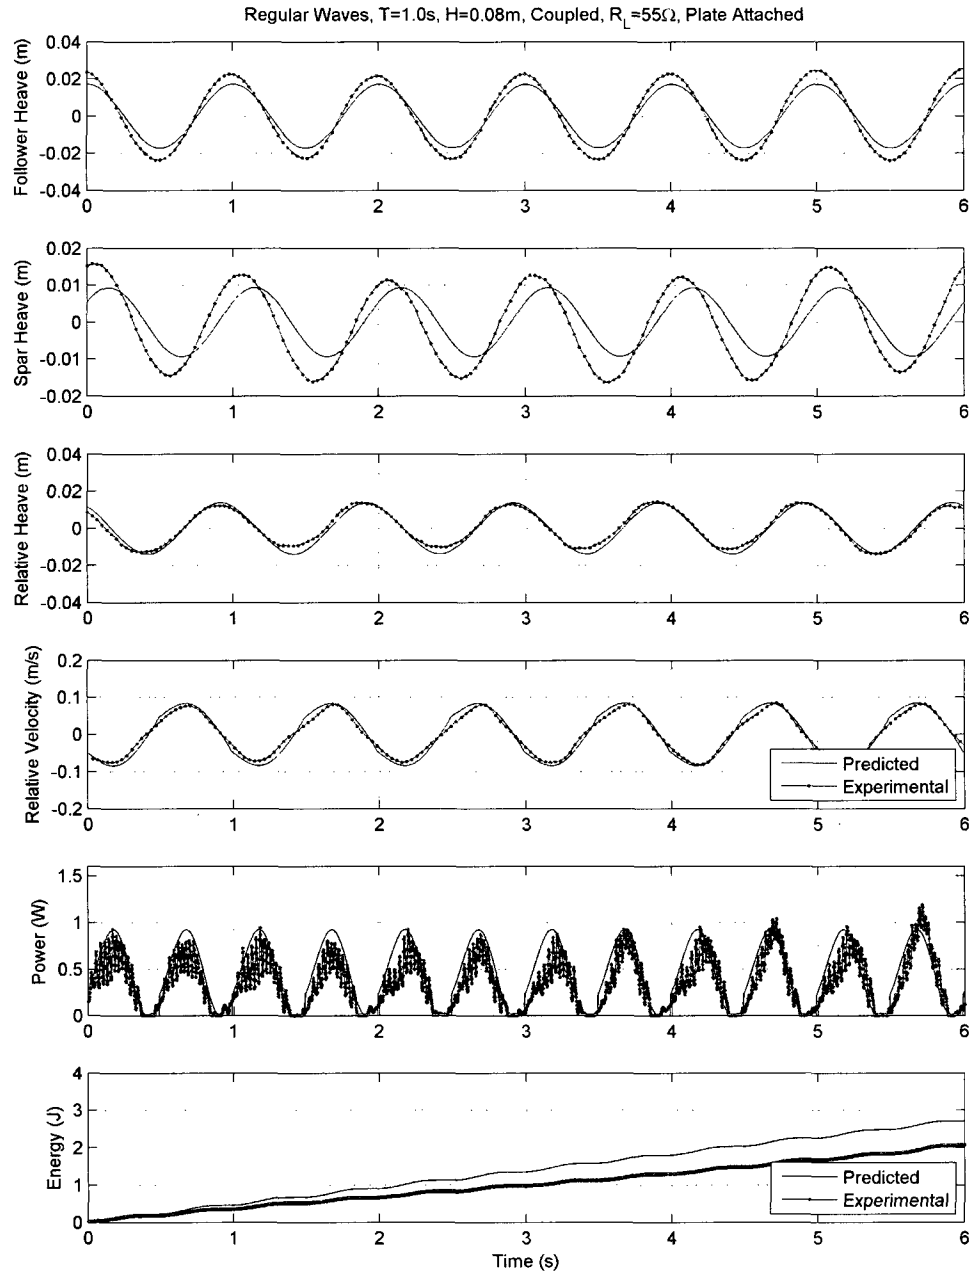 Regular Waves, T=1.0s, H=0.08m, Coupled, R_L=55Ω, Plate Attached
Follower Heave (m)
0.04
0.02
0
-0.02
-0.04
0 1 2 3 4 5 6
Spar Heave (m)
0.02
0.01
0
-0.01
-0.02
0 1 2 3 4 5 6
Relative Heave (m)
0.04
0.02
0
-0.02
-0.04
0 1 2 3 4 5 6
Relative Velocity (m/s)
0.2
0.1
0
-0.1
-0.2
Predicted
Experimental
0 1 2 3 4 5 6
Power (W)
1.5
1
0.5
0
0 1 2 3 4 5 6
Energy (J)
4
3
2
1
0
Predicted
Experimental
0 1 2 3 4 5 6
Time (s)